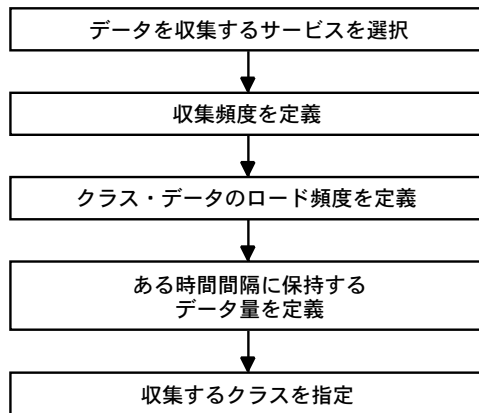 データを収集するサービスを選択
収集頻度を定義
クラス・データのロード頻度を定義
ある時間間隔に保持する
データ量を定義
収集するクラスを指定